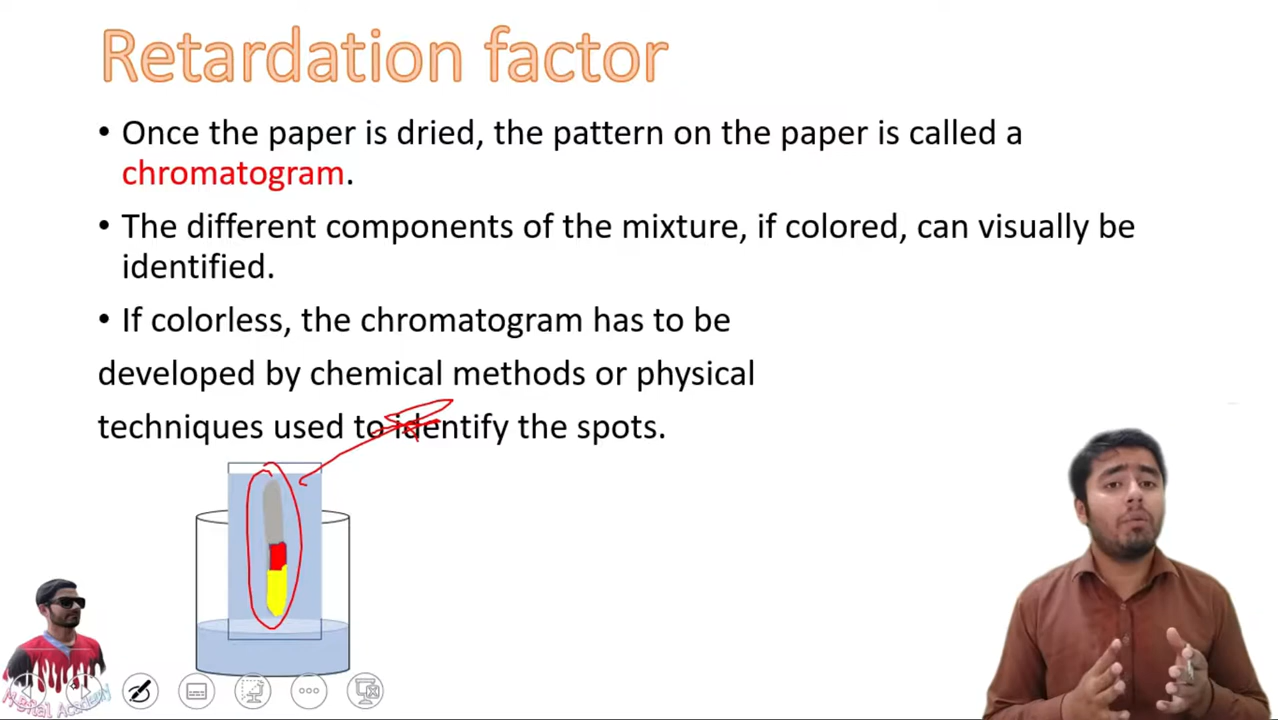 Retardation factor
• Once the paper is dried, the pattern on the paper is called a
chromatogram.
• The different components of the mixture, if colored, can visually be
identified.
• If colorless, the chromatogram has to be
developed by chemical methods or physical
techniques used to identify the spots.
Academy